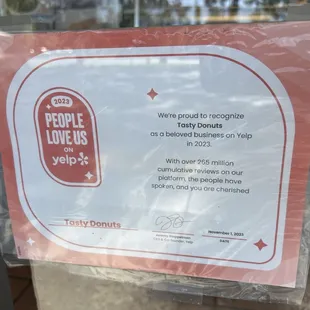 2023
PEOPLE
LOVE US
ON
yelp
We're proud to recognize
Tasty Donuts
as a beloved business on Yelp
in 2023.
With over 265 million
cumulative reviews on our
platform, the people have
spoken, and you are cherished
Tasty Donuts
November 1, 2023
DATE